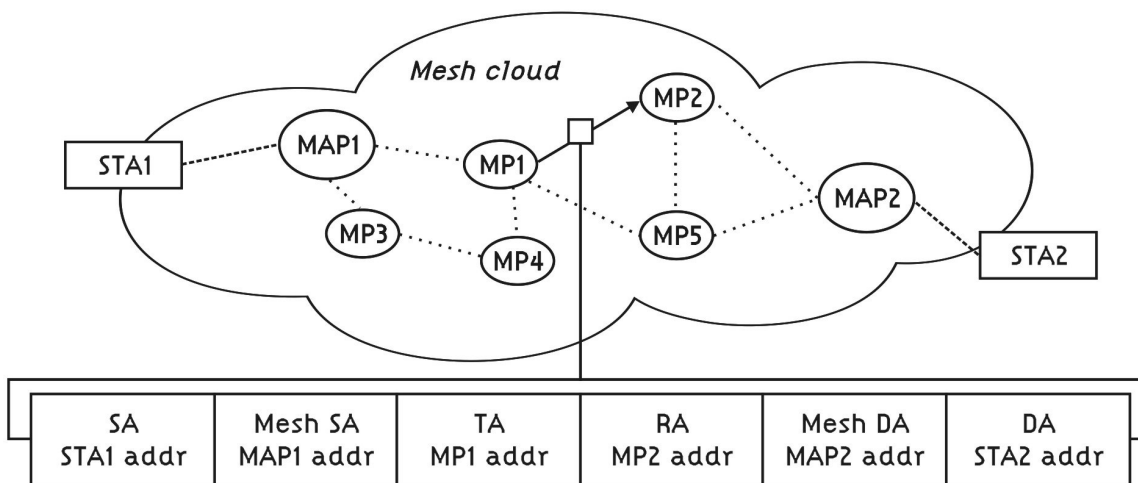 Mesh cloud
MP2
STA1
MAP1
MP1
MAP2
MP3
MP4
MP5
STA2
SA
STA1 addr
Mesh SA
MAP1 addr
TA
MP1 addr
RA
MP2 addr
Mesh DA
MAP2 addr
DA
STA2 addr